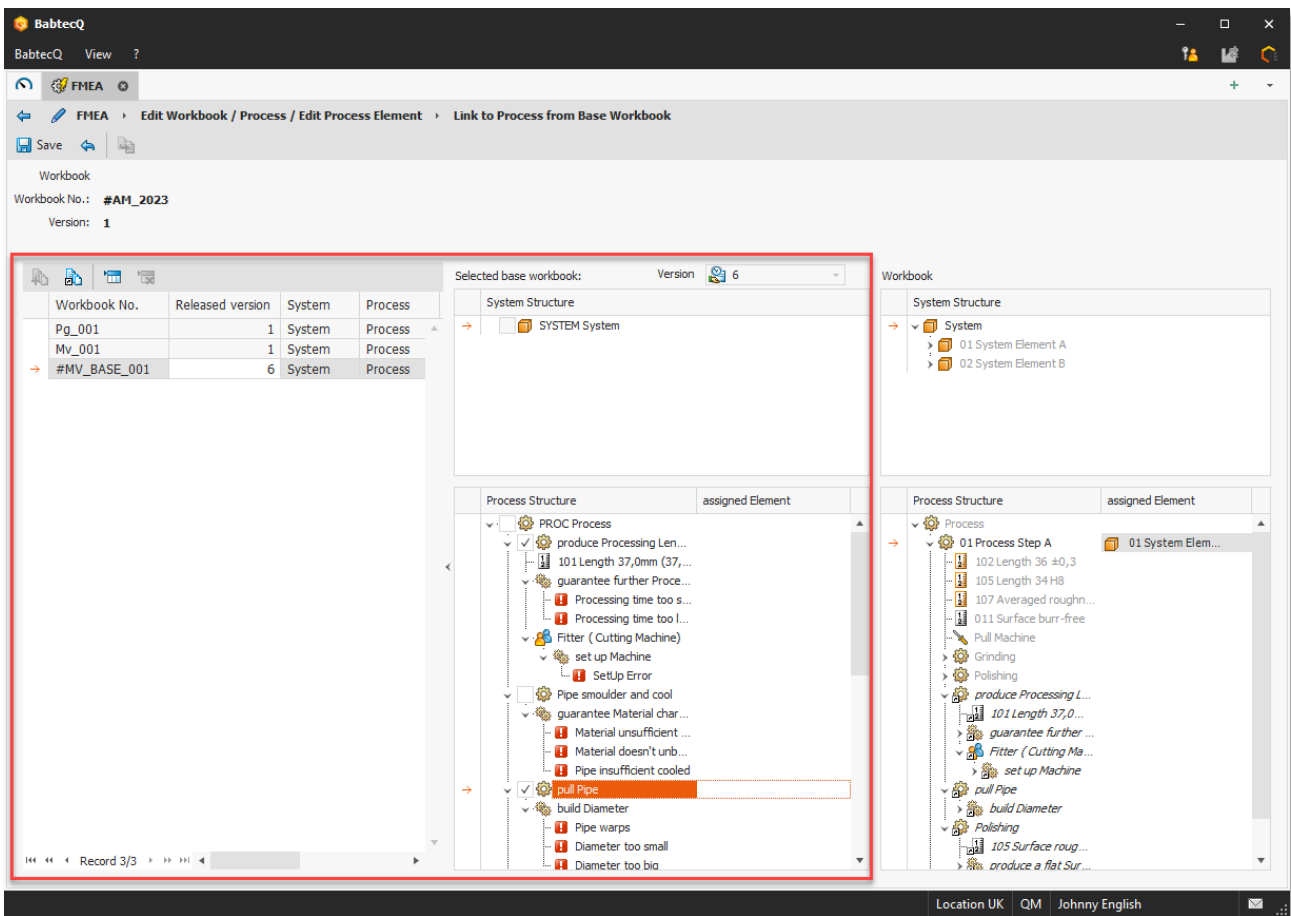 BabtecQ
BabtecQ View ?
FMEA
FMEA Edit Workbook / Process / Edit Process Element Link to Process from Base Workbook
Save
Workbook
Workbook No.: #AM_2023
Version: 1
Workbook No. Released version System Process
Pg_001 1 System Process
Mv_001 1 System Process
#MV_BASE_001 6 System Process
Record 3/3
Selected base workbook: Version 6
System Structure
SYSTEM System
Process Structure assigned Element
PROC Process
produce Processing Len...
101 Length 37,0mm (37,...
guarantee further Proce...
Processing time too s...
Processing time too l...
Fitter ( Cutting Machine)
set up Machine
SetUp Error
Pipe smoulder and cool
guarantee Material char...
Material unsufficient ...
Material doesn't unb...
Pipe insufficient cooled
pull Pipe
build Diameter
Pipe warps
Diameter too small
Diameter too big
Workbook
System Structure
System
01 System Element A
02 System Element B
Process Structure assigned Element
Process
01 Process Step A 01 System Elem...
102 Length 36 ±0,3
105 Length 34 H8
107 Averaged roughn...
011 Surface burr-free
Pull Machine
Grinding
Polishing
produce Processing L...
101 Length 37,0...
guarantee further ...
Fitter ( Cutting Ma...
set up Machine
pull Pipe
build Diameter
Polishing
105 Surface roug...
produce a flat Sur...
Location UK QM Johnny English